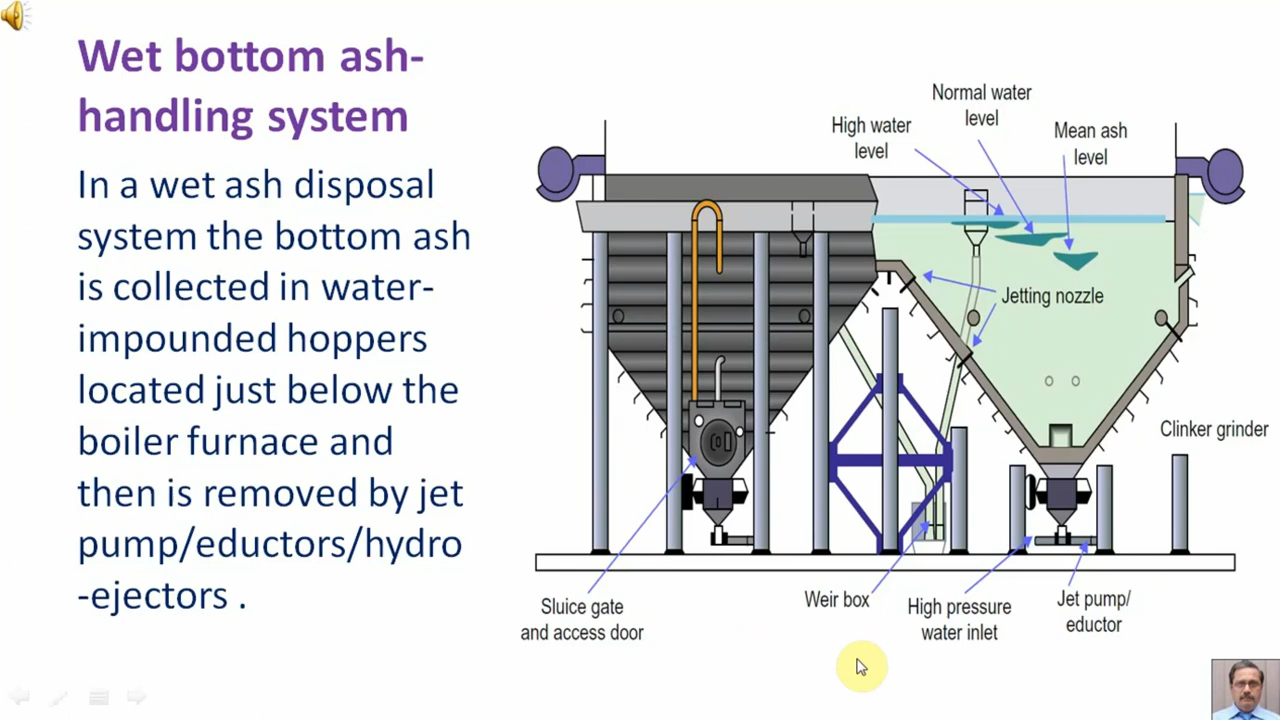 Wet bottom ash-
handling system
In a wet ash disposal
system the bottom ash
is collected in water-
impounded hoppers
located just below the
boiler furnace and
then is removed by jet
pump/eductors/hydro
-ejectors .
Normal water
level
High water
level
Mean ash
level
Jetting nozzle
Clinker grinder
Sluice gate
and access door
Weir box
High pressure
water inlet
Jet pump/
eductor